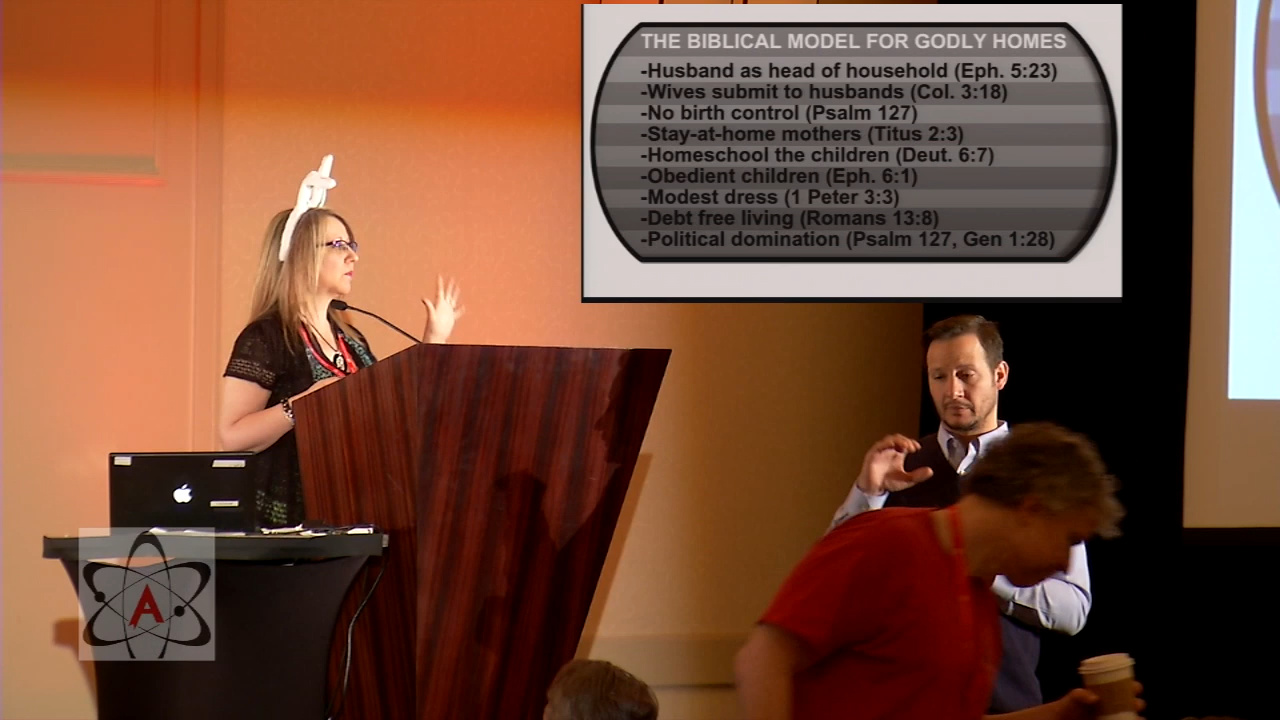 THE BIBLICAL MODEL FOR GODLY HOMES
-Husband as head of household (Eph. 5:23)
-Wives submit to husbands (Col. 3:18)
-No birth control (Psalm 127)
-Stay-at-home mothers (Titus 2:3)
-Homeschool the children (Deut. 6:7)
-Obedient children (Eph. 6:1)
-Modest dress (1 Peter 3:3)
-Debt free living (Romans 13:8)
-Political domination (Psalm 127, Gen 1:28)
A